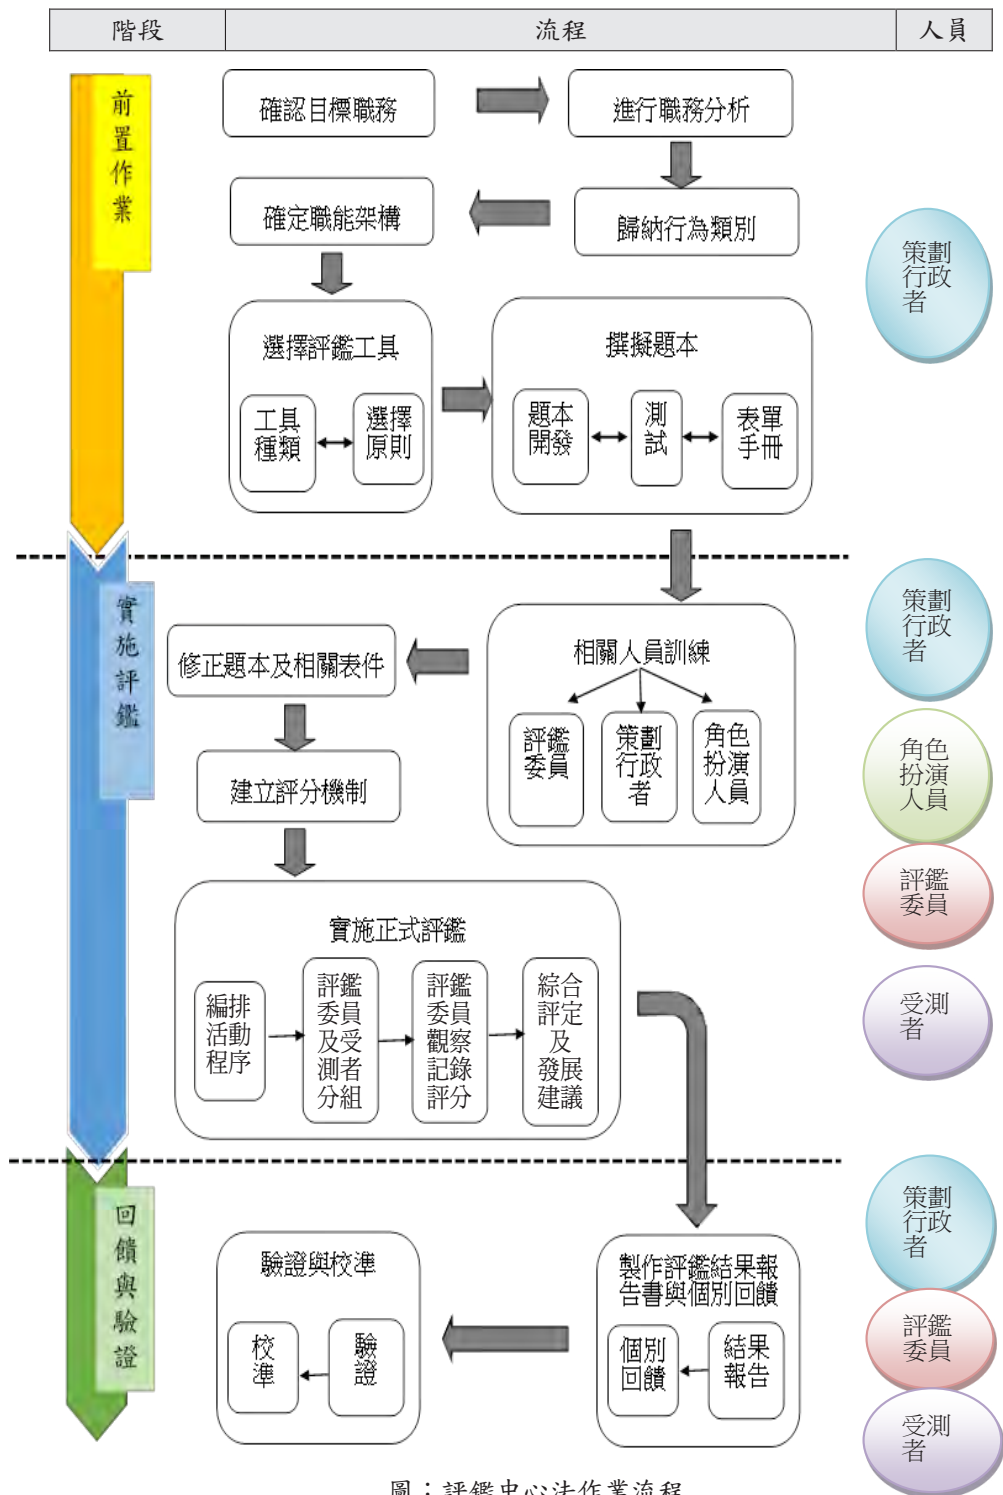 階段 流程 人員
前置作業
確認目標職務
進行職務分析
確定職能架構
歸納行為類別
策劃
行政
者
選擇評鑑工具
工具
種類
選擇
原則
撰擬題本
題本
開發
測
試
表單
手冊
實施評鑑
相關人員訓練
評鑑
委員
策劃
行政
者
角色
扮演
人員
修正題本及相關表件
建立評分機制
策劃
行政
者
角色
扮演
人員
評鑑
委員
受測
者
實施正式評鑑
編排
活動
程序
評鑑
委員
及受
測者
分組
評鑑
委員
觀察
記錄
評分
綜合
評定
及
發展
建議
回饋與驗證
驗證與校準
校
準
驗
證
製作評鑑結果報
告書與個別回饋
個別
回饋
結果
報告
策劃
行政
者
評鑑
委員
受測
者
圖：評鑑中心法作業流程